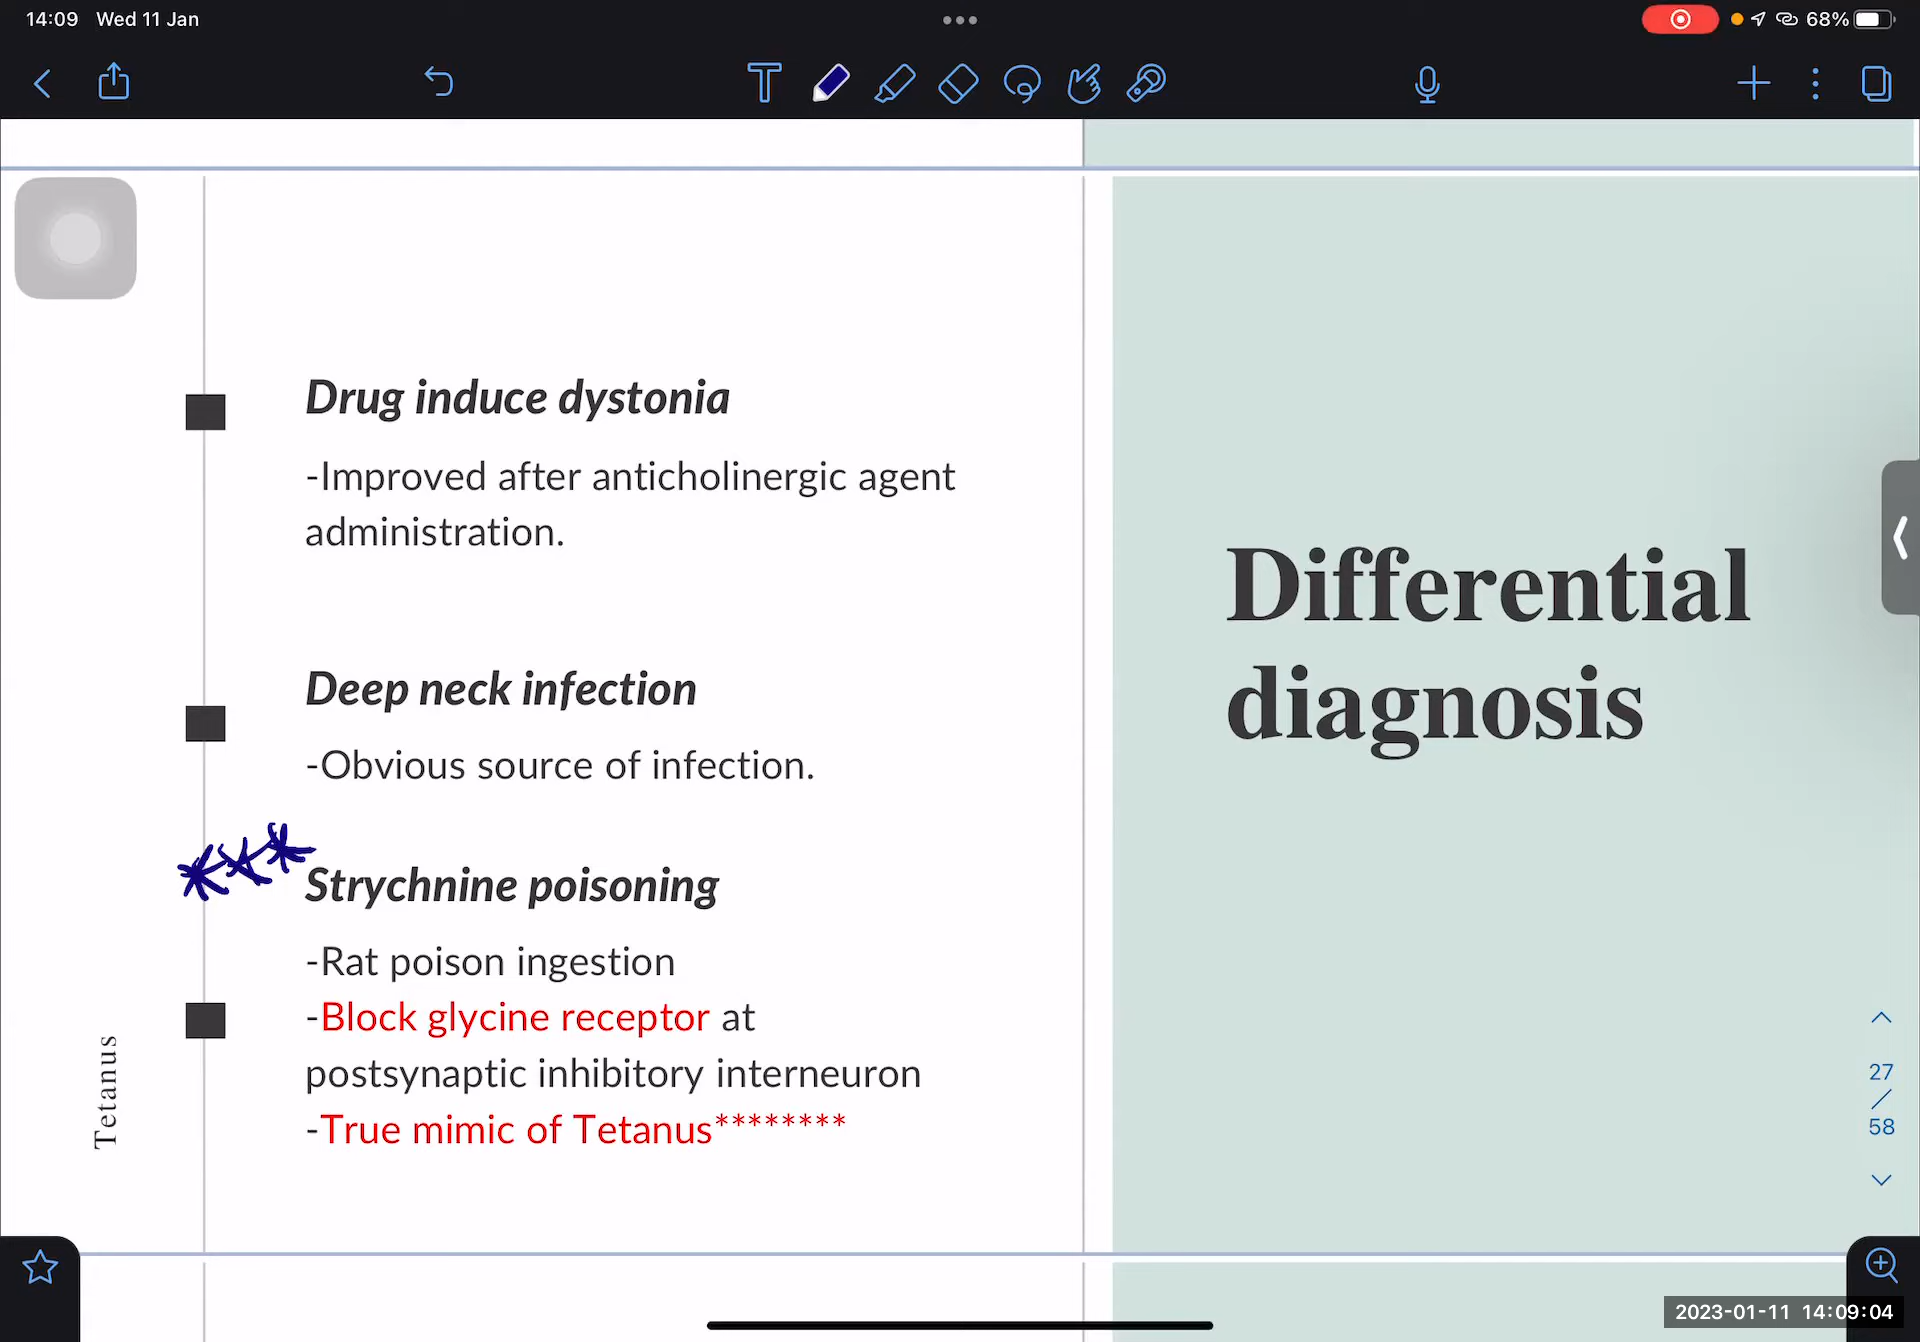 14:09 Wed 11 Jan
68%
Drug induce dystonia
-Improved after anticholinergic agent
administration.
Deep neck infection
-Obvious source of infection.
Strychnine poisoning
-Rat poison ingestion
-Block glycine receptor at
postsynaptic inhibitory interneuron
-True mimic of Tetanus********
Tetanus
Differential
diagnosis
27
/
58
2023-01-11 14:09:04